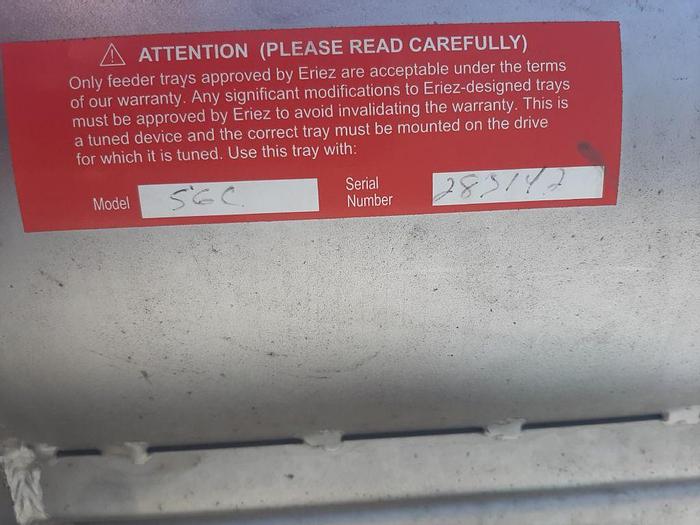 ATTENTION (PLEASE READ CAREFULLY)
Only feeder trays approved by Eriez are acceptable under the terms
of our warranty. Any significant modifications to Eriez-designed trays
must be approved by Eriez to avoid invalidating the warranty. This is
a tuned device and the correct tray must be mounted on the drive
for which it is tuned. Use this tray with:
Model 56C Serial
Number 283142